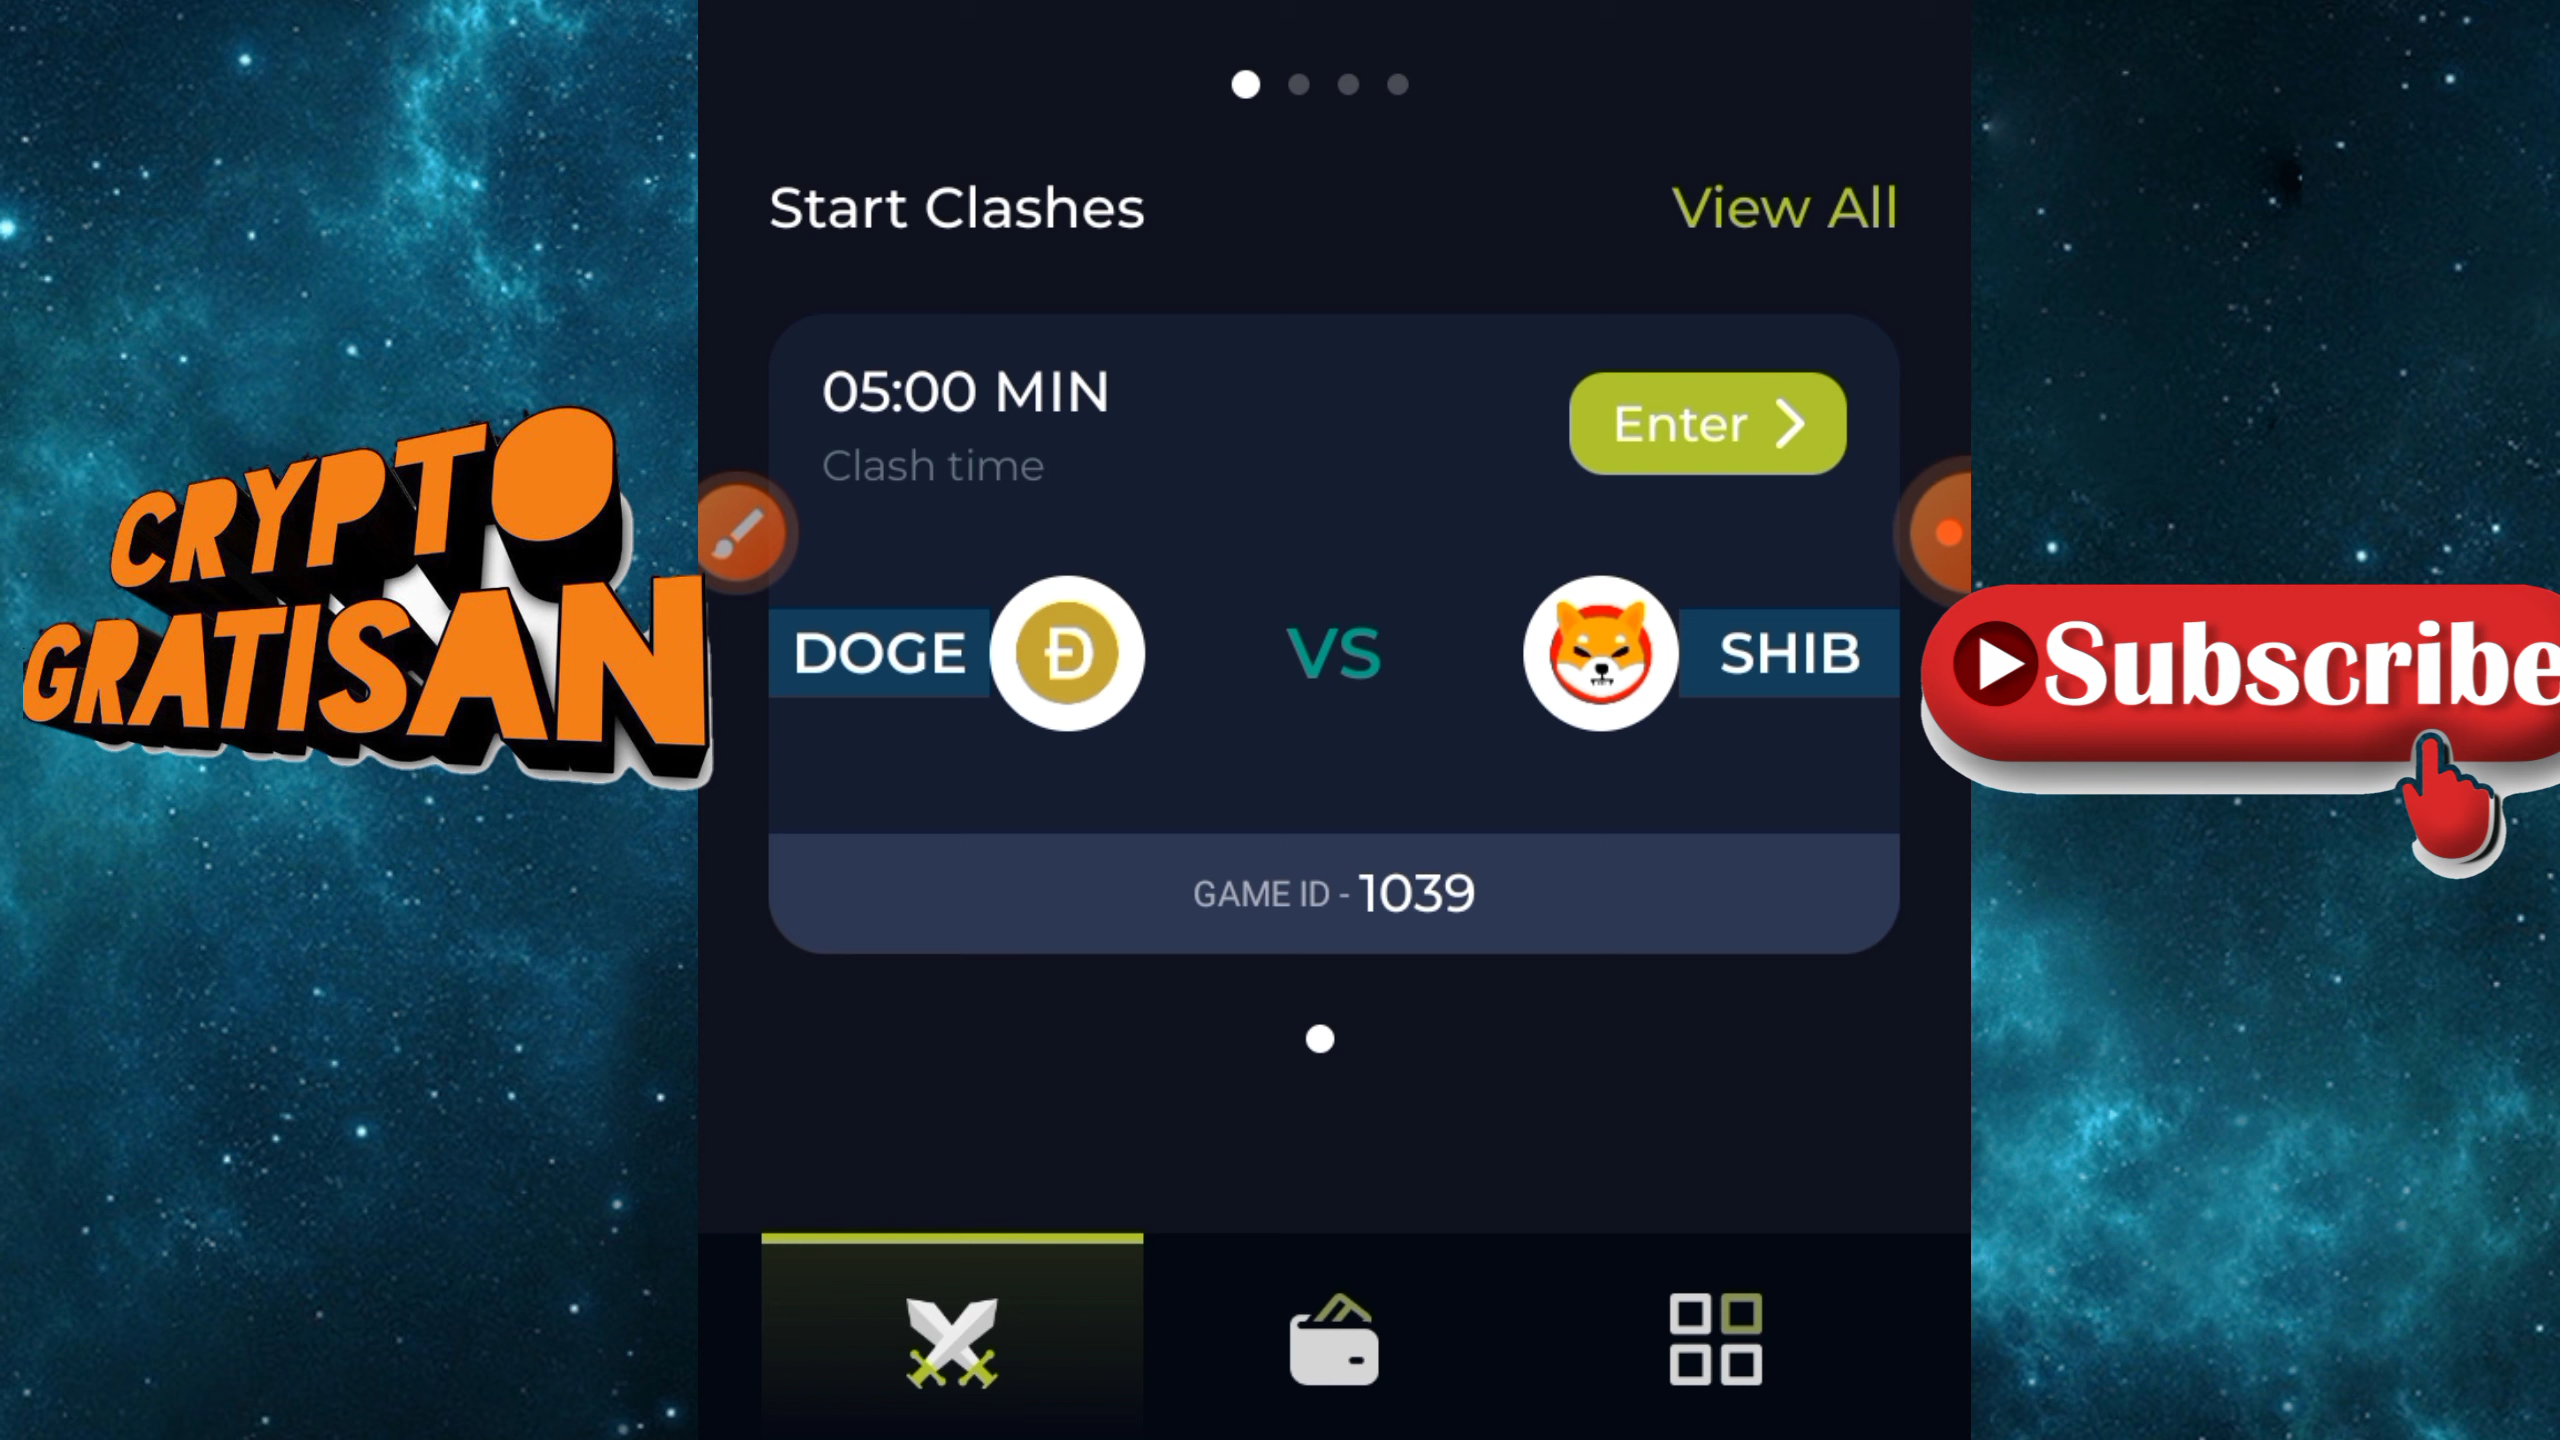 CRYPTO
GRATISAN
Start Clashes
View All
05:00 MIN
Clash time
Enter
DOGE
VS
SHIB
GAME ID - 1039
Subscribe